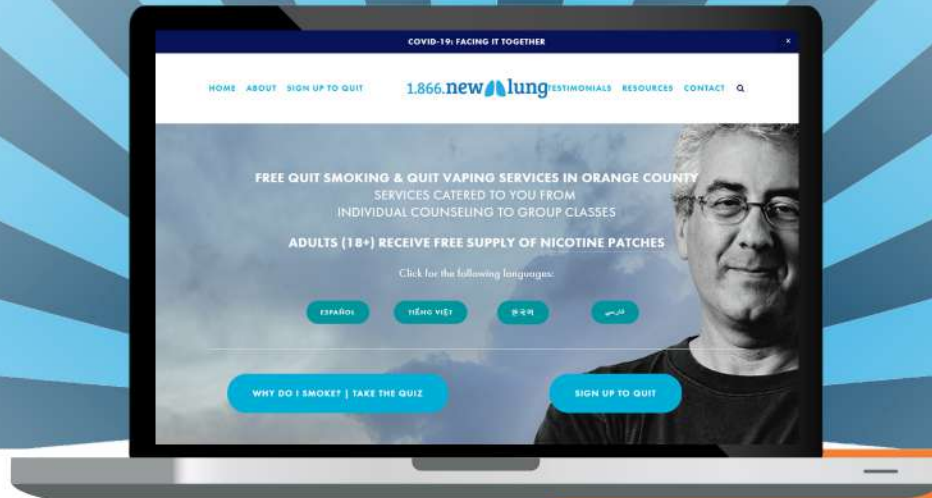 COVID-19: FACING IT TOGETHER x
HOME ABOUT SIGN UP TO QUIT 1.866.new lung TESTIMONIALS RESOURCES CONTACT
FREE QUIT SMOKING & QUIT VAPING SERVICES IN ORANGE COUNTY
SERVICES CATERED TO YOU FROM
INDIVIDUAL COUNSELING TO GROUP CLASSES
ADULTS (18+) RECEIVE FREE SUPPLY OF NICOTINE PATCHES
Click for the following languages:
ESPAÑOL TIẾNG VIỆT 한국어 فارسی
WHY DO I SMOKE? | TAKE THE QUIZ SIGN UP TO QUIT